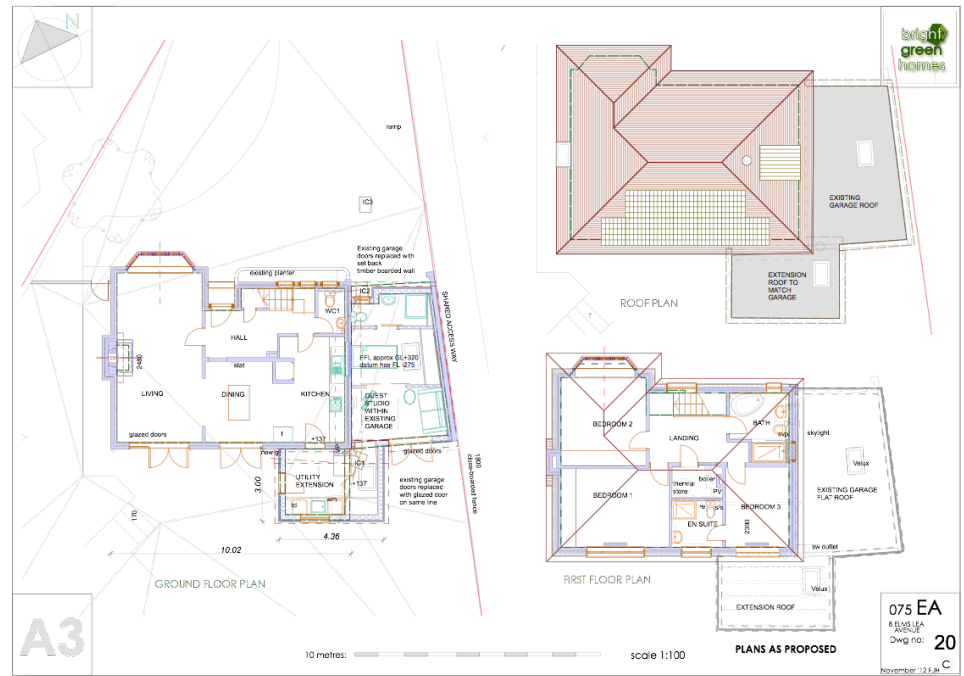 N
bright
green
homes
ramp
IC3
Existing garage
doors replaced with
set back
timber boarded wall
existing planter
IC2
WC1
HALL
SHARED ACCESS WAY
FFL approx GL+320
datum hse FL -275
2480
stat
LIVING
DINING
KITCHEN
GUEST
STUDIO
WITHIN
EXISTING
GARAGE
f
+137
glazed doors
glazed doors
IC1
+137
UTILITY
EXTENSION
td
wm
3.00
170
existing garage
doors replaced
with glazed door
on same line
1800
close-boarded fence
4.36
10.02
GROUND FLOOR PLAN
EXISTING
GARAGE ROOF
EXTENSION
ROOF TO
MATCH
GARAGE
ROOF PLAN
BEDROOM 2
LANDING
BATH
svp
skylight
Velux
thermal
store
boiler
PV
BEDROOM 1
BEDROOM 3
EN SUITE
2300
EXISTING GARAGE
FLAT ROOF
sw outlet
Velux
EXTENSION ROOF
FIRST FLOOR PLAN
A3
10 metres:
scale 1:100
PLANS AS PROPOSED
075 EA
8 ELMS LEA
AVENUE
Dwg no: 20
C
November '12 FJH